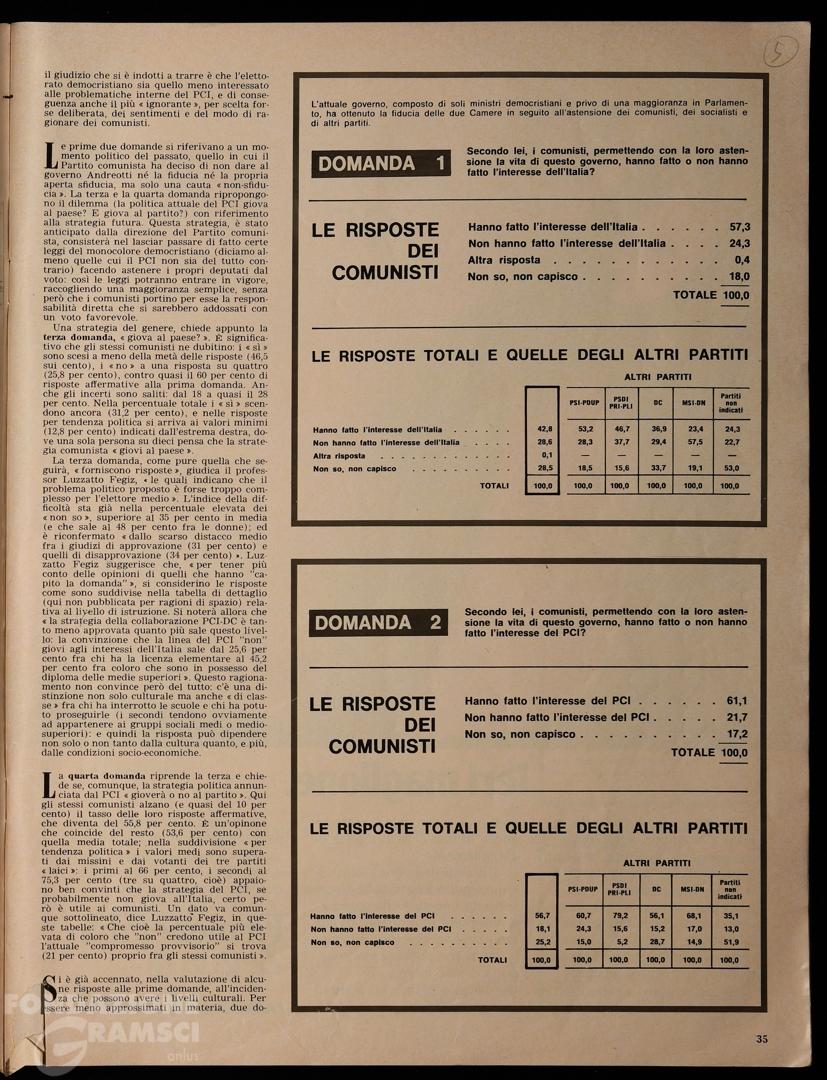 5
il giudizio che si è indotti a trarre è che l'eletto-
rato democristiano sia quello meno interessato
alle problematiche interne del PCI, e di conse-
guenza anche il più « ignorante », per scelta for-
se deliberata, dei sentimenti e del modo di ra-
gionare dei comunisti.
Le prime due domande si riferivano a un mo-
mento politico del passato, quello in cui il
Partito comunista ha deciso di non dare al
governo Andreotti né la fiducia né la propria
aperta sfiducia, ma solo una cauta « non-sfidu-
cia ». La terza e la quarta domanda ripropongo-
no il dilemma (la politica attuale del PCI giova
al paese? E giova al partito?) con riferimento
alla strategia futura. Questa strategia, è stato
anticipato dalla direzione del Partito comuni-
sta, consisterà nel lasciar passare di fatto certe
leggi del monocolore democristiano (diciamo al-
meno quelle cui il PCI non sia del tutto con-
trario) facendo astenere i propri deputati dal
voto: così le leggi potranno entrare in vigore,
raccogliendo una maggioranza semplice, senza
però che i comunisti portino per esse la respon-
sabilità diretta che si sarebbero addossati con
un voto favorevole.
Una strategia del genere, chiede appunto la
terza domanda, « giova al paese? ». È significa-
tivo che gli stessi comunisti ne dubitino: i « sì »
sono scesi a meno della metà delle risposte (46,5
sui cento), i « no » a una risposta su quattro
(25,8 per cento), contro quasi il 60 per cento di
risposte affermative alla prima domanda. An-
che gli incerti sono saliti: dal 18 a quasi il 28
per cento. Nella percentuale totale i « sì » scen-
dono ancora (31,2 per cento), e nelle risposte
per tendenza politica si arriva ai valori minimi
(12,8 per cento) indicati dall'estrema destra, do-
ve una sola persona su dieci pensa che la strate-
gia comunista « giovi al paese ».
La terza domanda, come pure quella che se-
guirà, « forniscono risposte », giudica il profes-
sor Luzzatto Fegiz, « le quali indicano che il
problema politico proposto è forse troppo com-
plesso per l'elettore medio ». L'indice della dif-
ficoltà sta già nella percentuale elevata dei
« non so », superiore al 35 per cento in media
(e che sale al 48 per cento fra le donne); ed
è riconfermato « dallo scarso distacco medio
fra i giudizi di approvazione (31 per cento) e
quelli di disapprovazione (34 per cento) ». Luz-
zatto Fegiz suggerisce che, « per tener più
conto delle opinioni di quelli che hanno "ca-
pito la domanda" », si considerino le risposte
come sono suddivise nella tabella di dettaglio
(qui non pubblicata per ragioni di spazio) rela-
tiva al livello di istruzione. Si noterà allora che
« la strategia della collaborazione PCI-DC è tan-
to meno approvata quanto più sale questo livel-
lo: la convinzione che la linea del PCI "non"
giovi agli interessi dell'Italia sale dal 25,6 per
cento fra chi ha la licenza elementare al 45,2
per cento fra coloro che sono in possesso del
diploma delle medie superiori ». Questo ragiona-
mento non convince però del tutto: c'è una di-
stinzione non solo culturale ma anche « di clas-
se » fra chi ha interrotto le scuole e chi ha potu-
to proseguirle (i secondi tendono ovviamente
ad appartenere ai gruppi sociali medi o medio-
superiori): e quindi la risposta può dipendere
non solo o non tanto dalla cultura quanto, e più,
dalle condizioni socio-economiche.
La quarta domanda riprende la terza e chie-
de se, comunque, la strategia politica annun-
ciata dal PCI « gioverà o no al partito ». Qui
gli stessi comunisti alzano (e quasi del 10 per
cento) il tasso delle loro risposte affermative,
che diventa del 55,8 per cento. È un'opinione
che coincide del resto (53,6 per cento) con
quella media totale; nella suddivisione « per
tendenza politica » i valori medi sono supera-
ti dai missini e dai votanti dei tre partiti
« laici »: i primi al 66 per cento, i secondi al
75,3 per cento (tre su quattro, cioè) appaio-
no ben convinti che la strategia del PCI, se
probabilmente non giova all'Italia, certo pe-
rò è utile ai comunisti. Un dato va comun-
que sottolineato, dice Luzzatto Fegiz, in que-
ste tabelle: « Che cioè la percentuale più ele-
vata di coloro che "non" credono utile al PCI
l'attuale "compromesso provvisorio" si trova
(21 per cento) proprio fra gli stessi comunisti ».
Si è già accennato, nella valutazione di alcu-
ne risposte alle prime domande, all'inciden-
za che possono avere i livelli culturali. Per
essere meno approssimati in materia, due do-
L'attuale governo, composto di soli ministri democristiani e privo di una maggioranza in Parlamen-
to, ha ottenuto la fiducia delle due Camere in seguito all'astensione dei comunisti, dei socialisti e
di altri partiti.
DOMANDA 1
Secondo lei, i comunisti, permettendo con la loro asten-
sione la vita di questo governo, hanno fatto o non hanno
fatto l'interesse dell'Italia?
LE RISPOSTE
DEI
COMUNISTI
Hanno fatto l'interesse dell'Italia . . . . . . 57,3
Non hanno fatto l'interesse dell'Italia . . . . 24,3
Altra risposta . . . . . . . . . . . . 0,4
Non so, non capisco . . . . . . . . . . 18,0
TOTALE 100,0
LE RISPOSTE TOTALI E QUELLE DEGLI ALTRI PARTITI
ALTRI PARTITI
PSI-PDUP PSDI PRI-PLI DC MSI-DN Partiti non indicati
Hanno fatto l'interesse dell'Italia . . . . . . 42,8 53,2 46,7 36,9 23,4 24,3
Non hanno fatto l'interesse dell'Italia . . . . 28,6 28,3 37,7 29,4 57,5 22,7
Altra risposta . . . . . . . . . . . . 0,1 — — — — —
Non so, non capisco . . . . . . . . . . 28,5 18,5 15,6 33,7 19,1 53,0
TOTALI 100,0 100,0 100,0 100,0 100,0 100,0
DOMANDA 2
Secondo lei, i comunisti, permettendo con la loro asten-
sione la vita di questo governo, hanno fatto o non hanno
fatto l'interesse del PCI?
LE RISPOSTE
DEI
COMUNISTI
Hanno fatto l'interesse del PCI . . . . . . 61,1
Non hanno fatto l'interesse del PCI . . . . . 21,7
Non so, non capisco . . . . . . . . . . 17,2
TOTALE 100,0
LE RISPOSTE TOTALI E QUELLE DEGLI ALTRI PARTITI
ALTRI PARTITI
PSI-PDUP PSDI PRI-PLI DC MSI-DN Partiti non indicati
Hanno fatto l'interesse del PCI . . . . . . 56,7 60,7 79,2 56,1 68,1 35,1
Non hanno fatto l'interesse del PCI . . . . . 18,1 24,3 15,6 15,2 17,0 13,0
Non so, non capisco . . . . . . . . . . 25,2 15,0 5,2 28,7 14,9 51,9
TOTALI 100,0 100,0 100,0 100,0 100,0 100,0
35
GRAMSCI
onlus